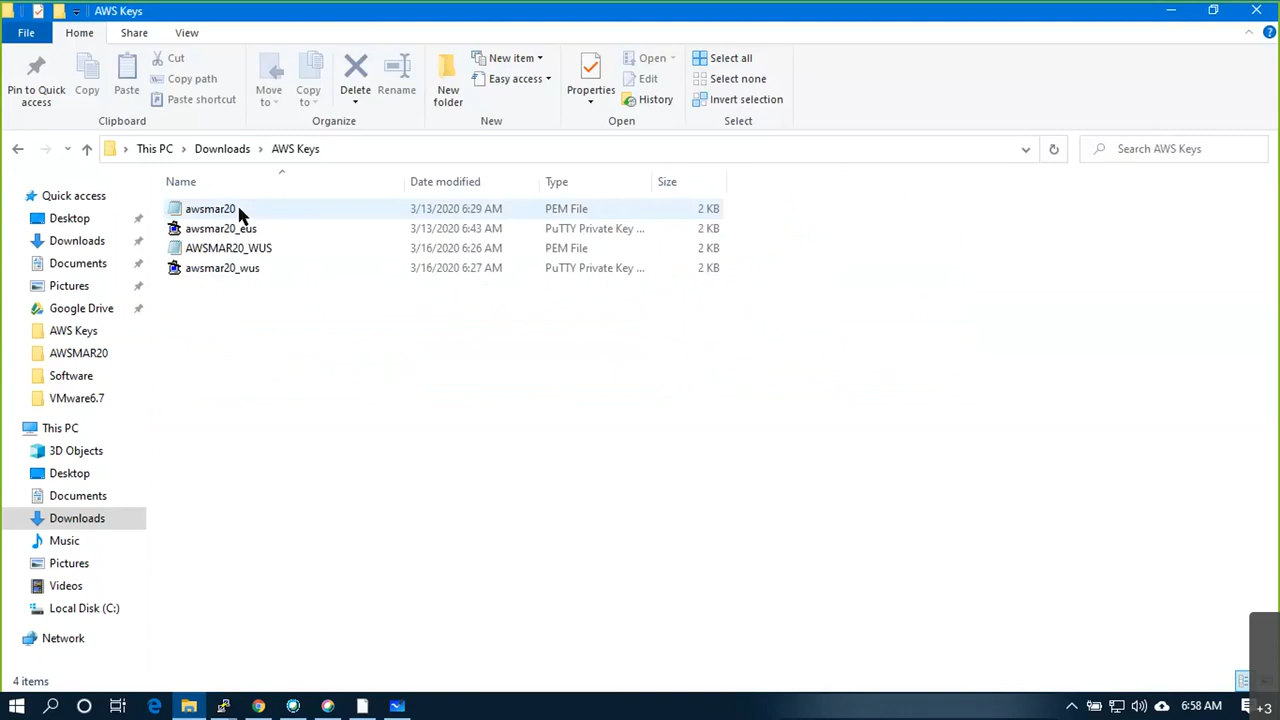 AWS Keys
File Home Share View
Pin to Quick access
Copy
Paste
Cut
Copy path
Paste shortcut
Clipboard
Move to
Copy to
Delete
Rename
Organize
New folder
New item
Easy access
New
Properties
Open
Edit
History
Open
Select all
Select none
Invert selection
Select
This PC > Downloads > AWS Keys
Search AWS Keys
Name Date modified Type Size
awsmar20 3/13/2020 6:29 AM PEM File 2 KB
awsmar20_eus 3/13/2020 6:43 AM PuTTY Private Key ... 2 KB
AWSMAR20_WUS 3/16/2020 6:26 AM PEM File 2 KB
awsmar20_wus 3/16/2020 6:27 AM PuTTY Private Key ... 2 KB
Quick access
Desktop
Downloads
Documents
Pictures
Google Drive
AWS Keys
AWSMAR20
Software
VMware6.7
This PC
3D Objects
Desktop
Documents
Downloads
Music
Pictures
Videos
Local Disk (C:)
Network
4 items
6:58 AM
+3